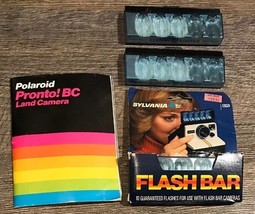 Polaroid
Pronto! BC
Land Camera
SYLVANIA
FLASH BAR
10 GUARANTEED FLASHES FOR USE WITH FLASH BAR CAMERAS